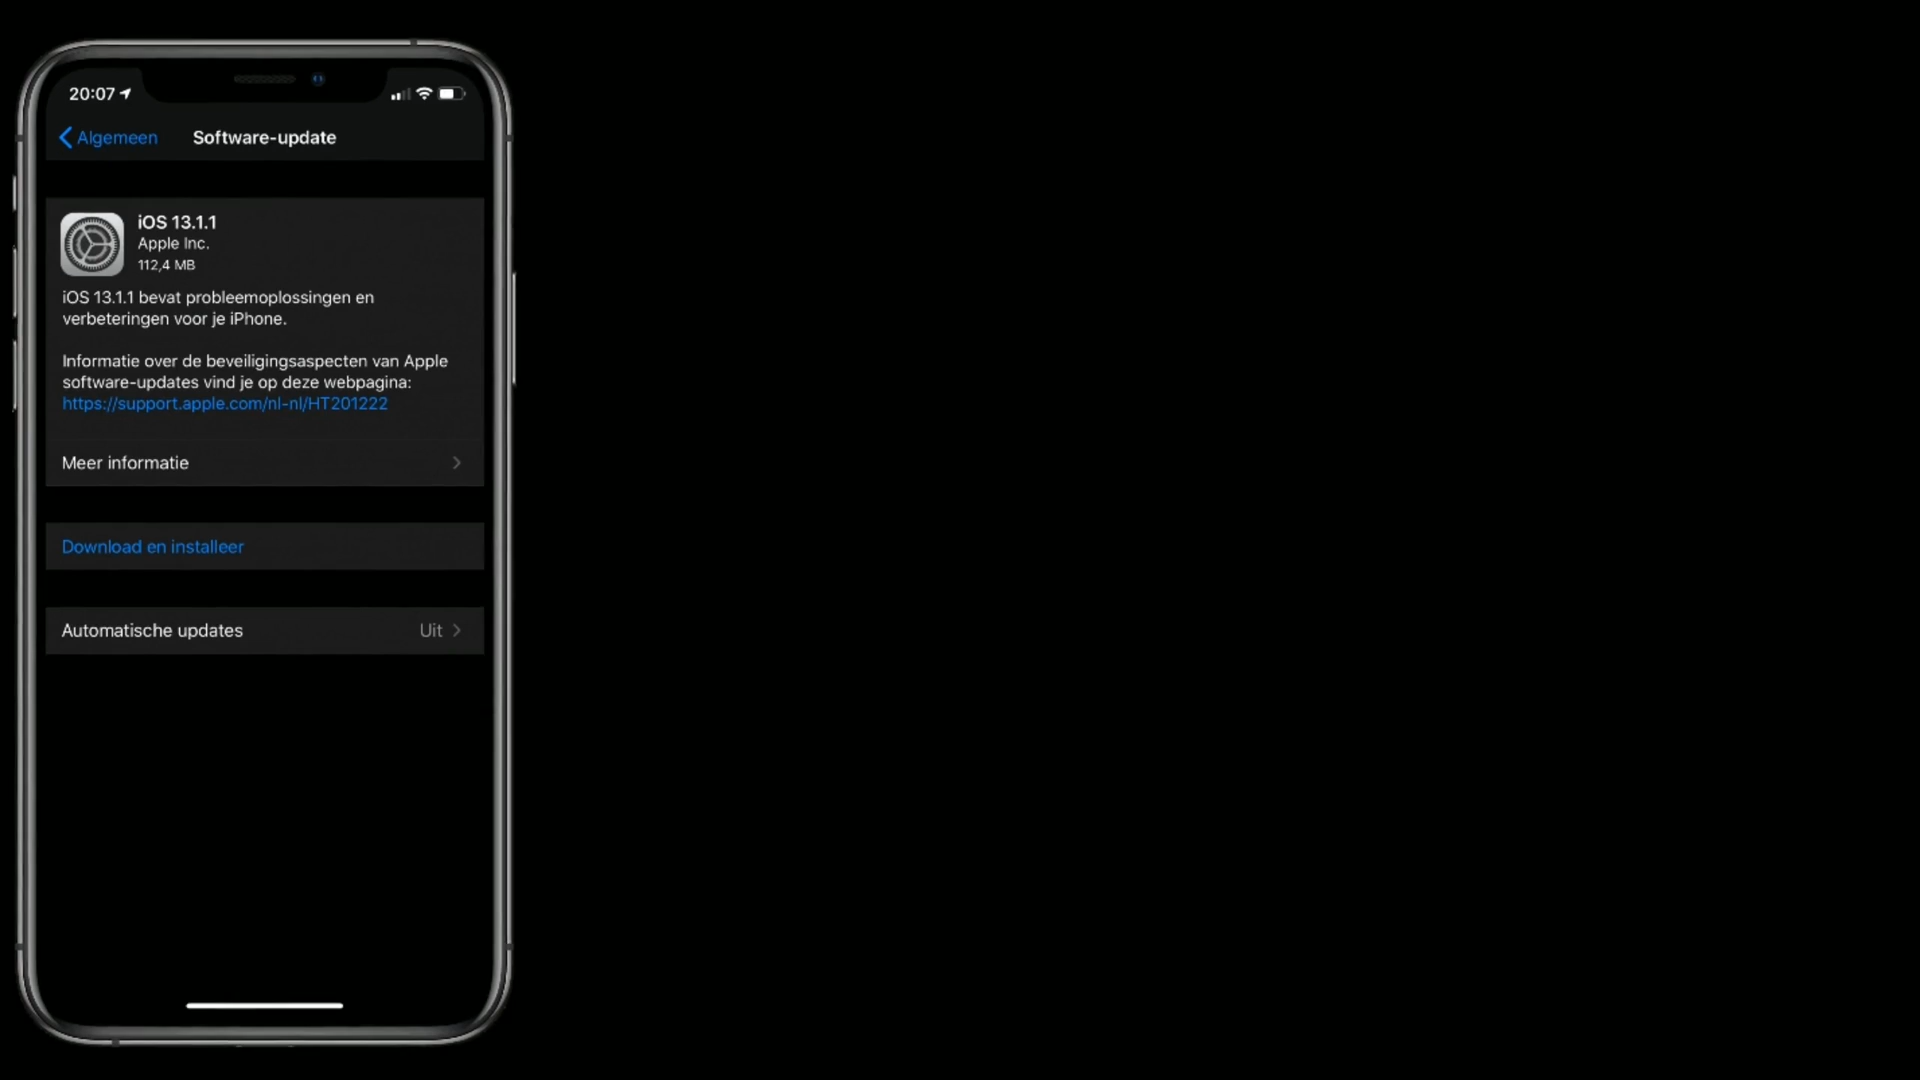 20:07
Algemeen
Software-update
iOS 13.1.1
Apple Inc.
112,4 MB
iOS 13.1.1 bevat probleemoplossingen en
verbeteringen voor je iPhone.
Informatie over de beveiligingsaspecten van Apple
software-updates vind je op deze webpagina:
https://support.apple.com/nl-nl/HT201222
Meer informatie
Download en installeer
Automatische updates Uit